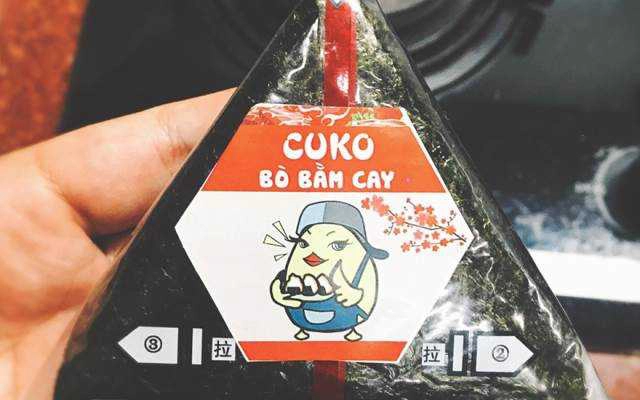 CUKO
BÒ BẰM CAY
③ 拉
拉 ②